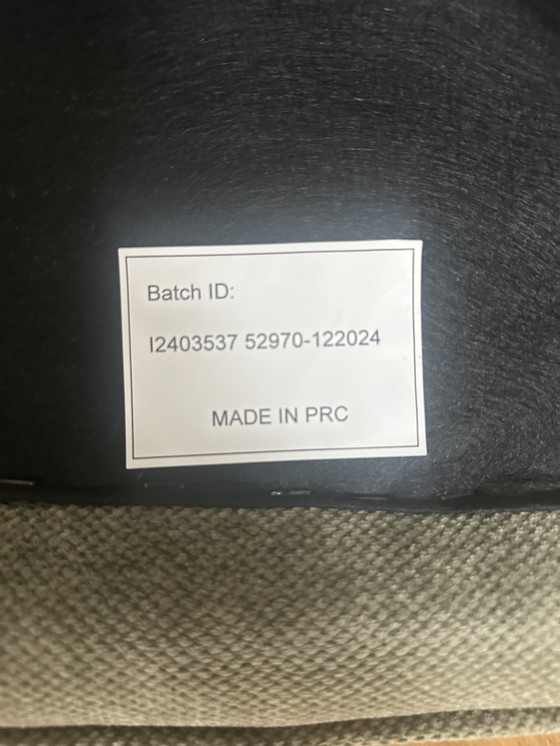 Batch ID:
I2403537 52970-122024
MADE IN PRC